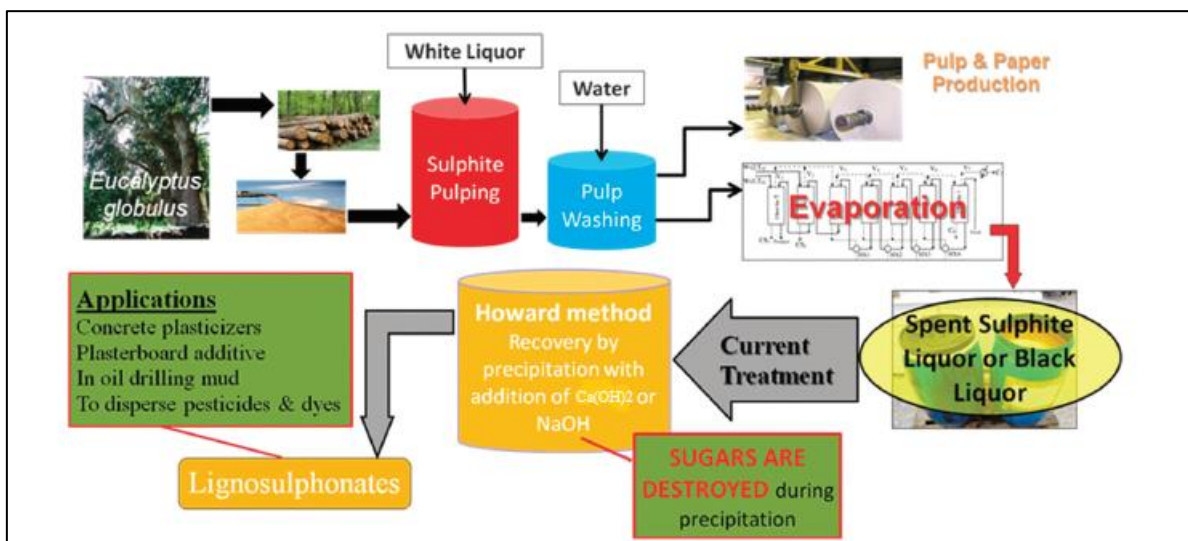 White Liquor
Water
Pulp & Paper
Production
Eucalyptus
globulus
Sulphite
Pulping
Pulp
Washing
Evaporation
Applications
Concrete plasticizers
Plasterboard additive
In oil drilling mud
To disperse pesticides & dyes
Howard method
Recovery by
precipitation with
addition of Ca(OH)2 or
NaOH
Current
Treatment
Spent Sulphite
Liquor or Black
Liquor
Lignosulphonates
SUGARS ARE
DESTROYED during
precipitation